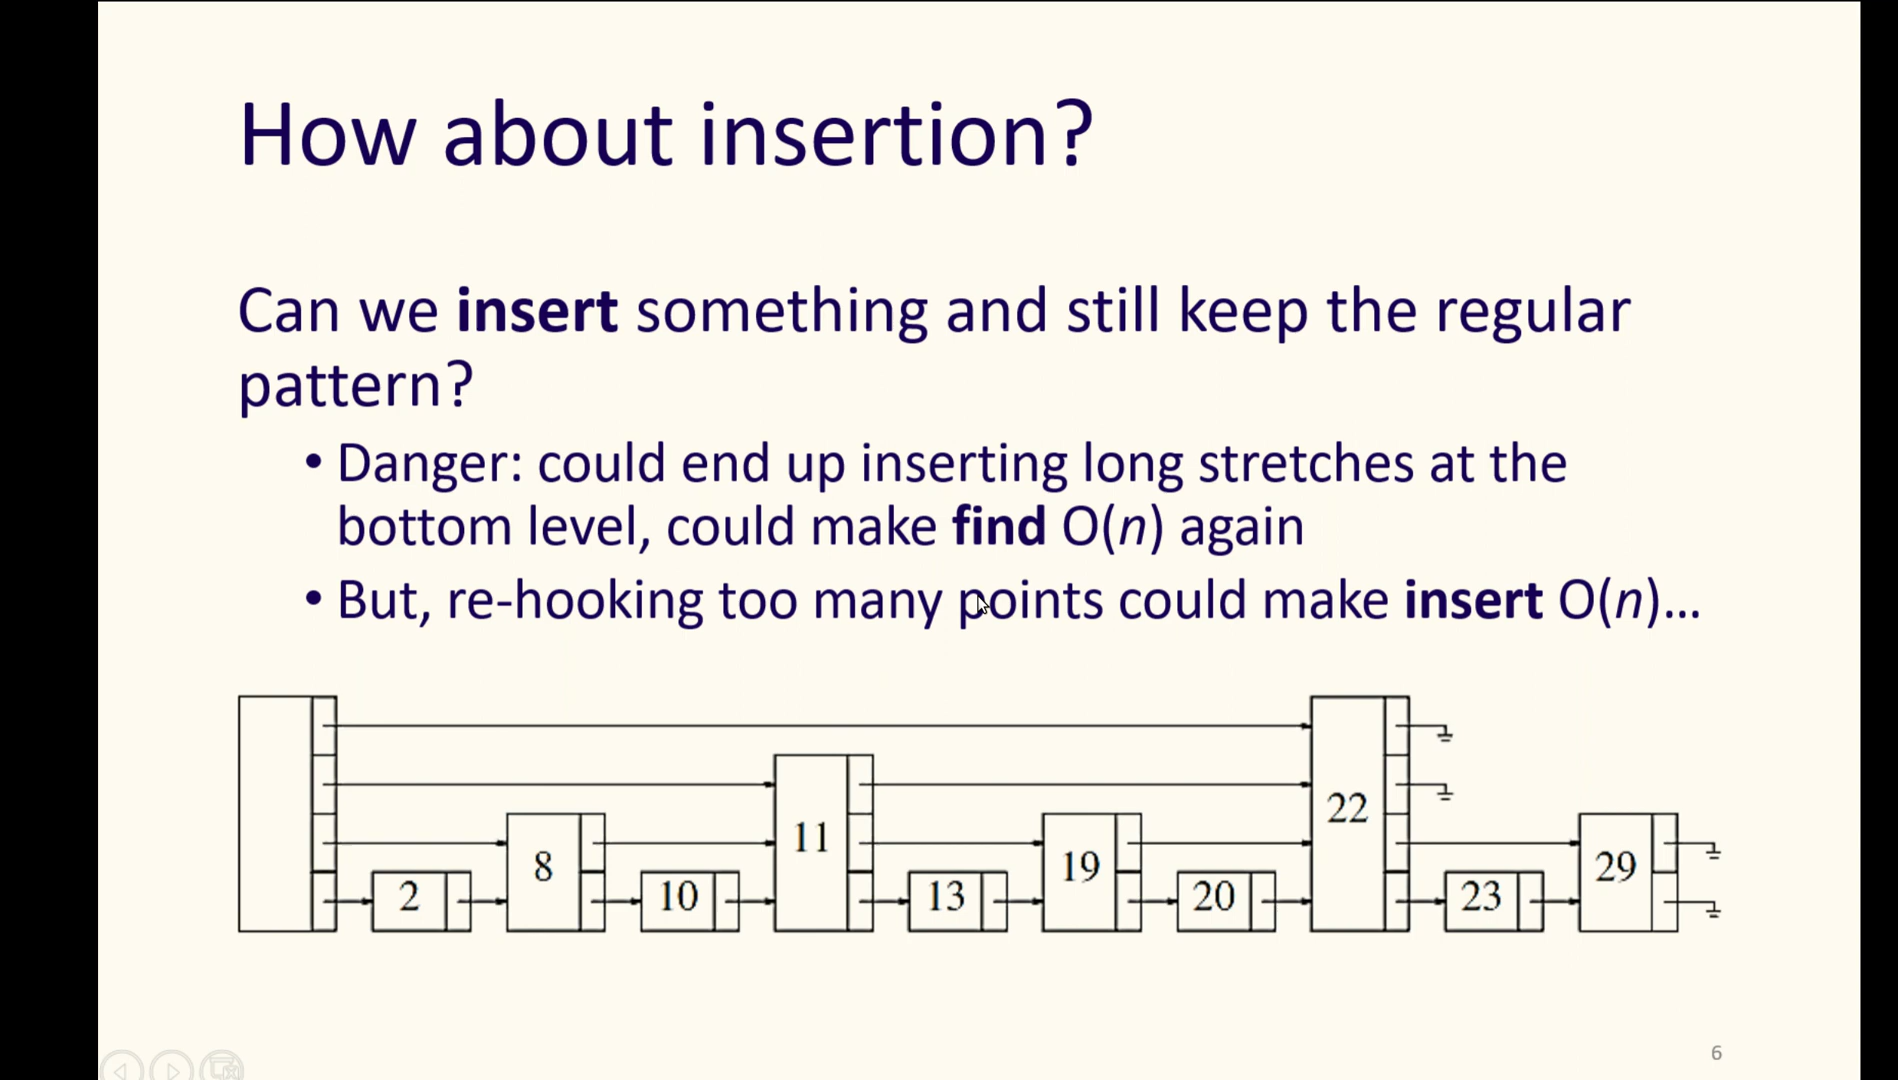 How about insertion?
Can we insert something and still keep the regular
pattern?
• Danger: could end up inserting long stretches at the
bottom level, could make find O(n) again
• But, re-hooking too many points could make insert O(n)...
2 8 10 11 13 19 20 22 23 29
6